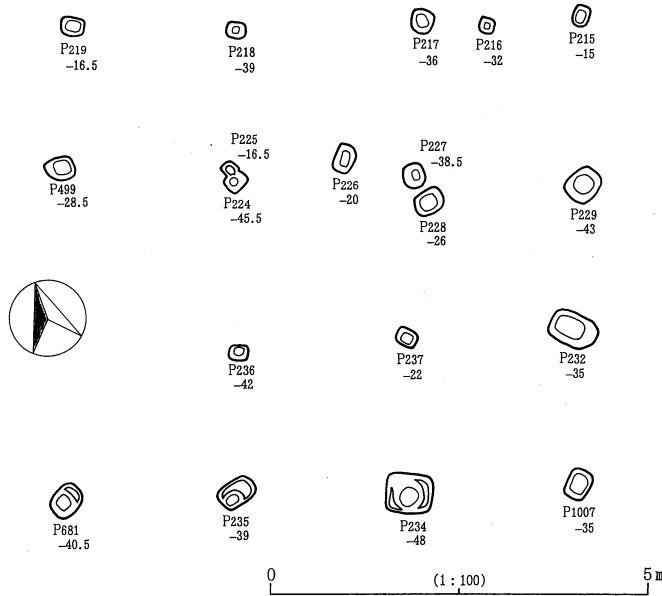 P219
-16.5
P218
-39
P217
-36
P216
-32
P215
-15
P499
-28.5
P225
-16.5
P224
-45.5
P226
-20
P227
-38.5
P228
-26
P229
-43
P236
-42
P237
-22
P232
-35
P681
-40.5
P235
-39
P234
-48
P1007
-35
0 (1:100) 5m